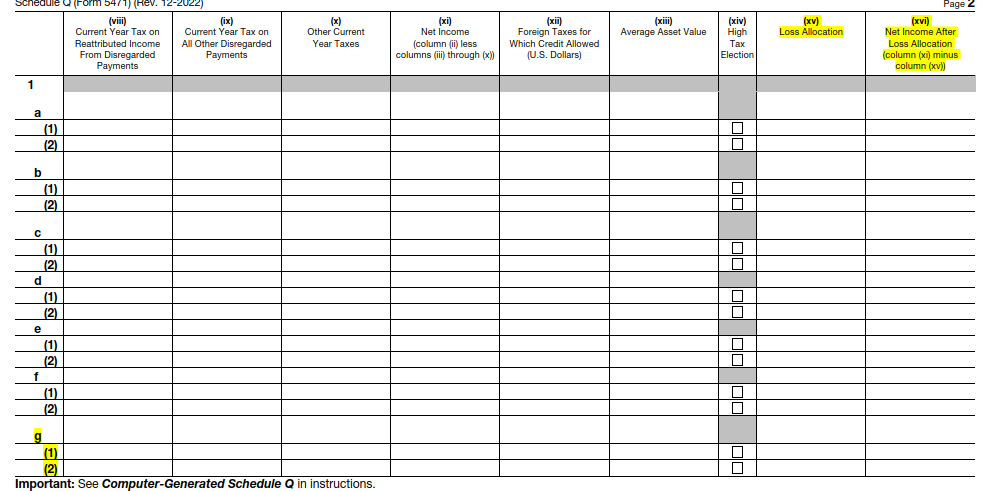 Schedule Q (Form 5471) (Rev. 12-2022) Page 2
(viii)
Current Year Tax on
Reattributed Income
From Disregarded
Payments
(ix)
Current Year Tax on
All Other Disregarded
Payments
(x)
Other Current
Year Taxes
(xi)
Net Income
(column (ii) less
columns (iii) through (x))
(xii)
Foreign Taxes for
Which Credit Allowed
(U.S. Dollars)
(xiii)
Average Asset Value
(xiv)
High
Tax
Election
(xv)
Loss Allocation
(xvi)
Net Income After
Loss Allocation
(column (xi) minus
column (xv))
1
a
(1)
(2)
b
(1)
(2)
c
(1)
(2)
d
(1)
(2)
e
(1)
(2)
f
(1)
(2)
g
(1)
(2)
Important: See Computer-Generated Schedule Q in instructions.